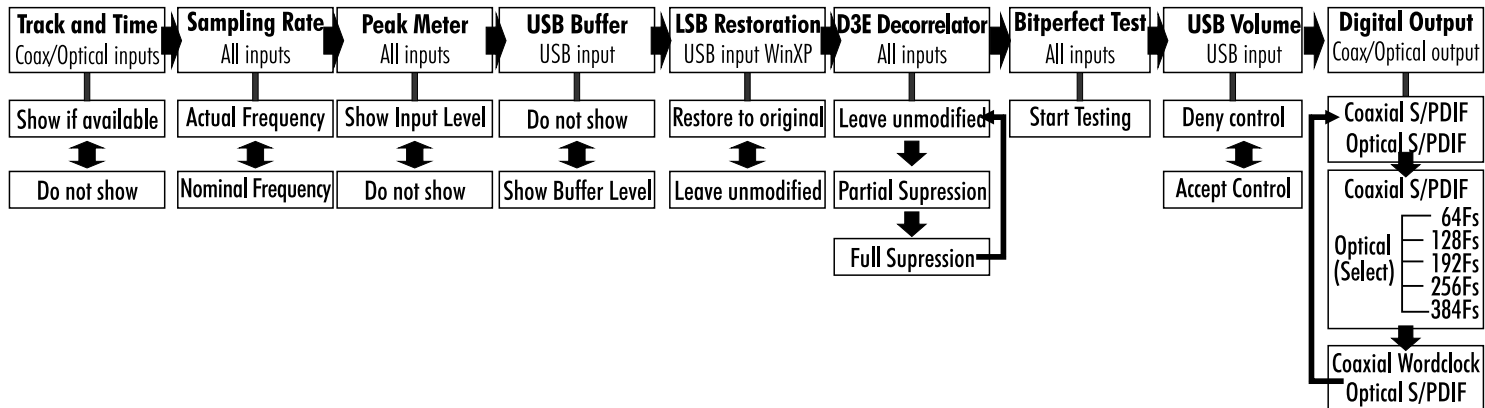 Track and Time
Coax/Optical inputs
Show if available
Do not show
Sampling Rate
All inputs
Actual Frequency
Nominal Frequency
Peak Meter
All inputs
Show Input Level
Do not show
USB Buffer
USB input
Do not show
Show Buffer Level
LSB Restoration
USB input WinXP
Restore to original
Leave unmodified
D3E Decorrelator
All inputs
Leave unmodified
Partial Supression
Full Supression
Bitperfect Test
All inputs
Start Testing
USB Volume
USB input
Deny control
Accept Control
Digital Output
Coax/Optical output
Coaxial S/PDIF
Optical S/PDIF
Coaxial S/PDIF
Optical
(Select)
64Fs
128Fs
192Fs
256Fs
384Fs
Coaxial Wordclock
Optical S/PDIF